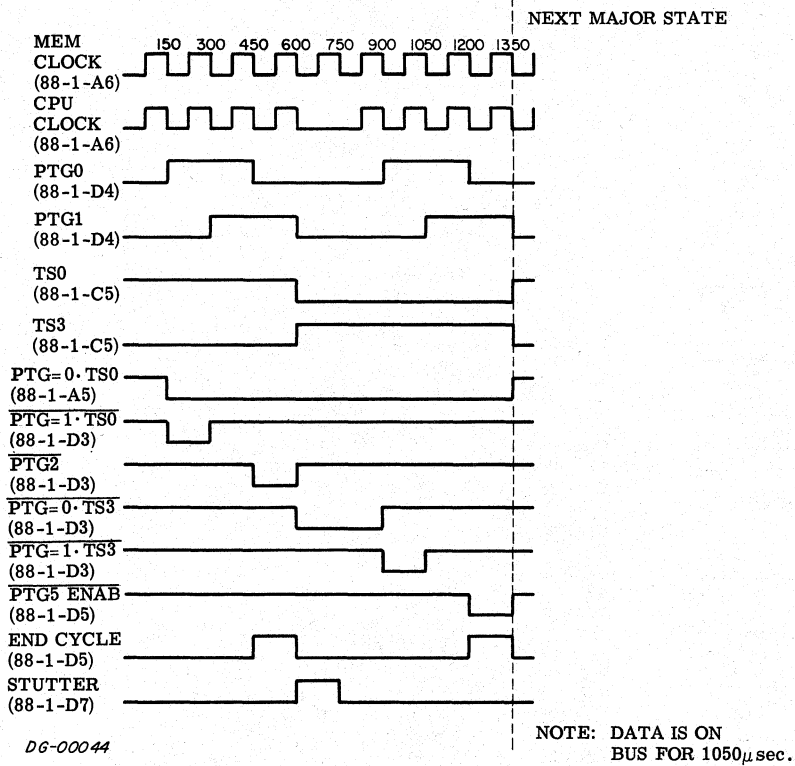 NEXT MAJOR STATE
MEM 150 300 450 600 750 900 1050 1200 1350
CLOCK
(88-1-A6)
CPU
CLOCK
(88-1-A6)
PTG0
(88-1-D4)
PTG1
(88-1-D4)
TS0
(88-1-C5)
TS3
(88-1-C5)
PTG=0·TS0
(88-1-A5)
PTG=1·TS0
(88-1-D3)
PTG2
(88-1-D3)
PTG=0·TS3
(88-1-D3)
PTG=1·TS3
(88-1-D3)
PTG5 ENAB
(88-1-D5)
END CYCLE
(88-1-D5)
STUTTER
(88-1-D7)
NOTE: DATA IS ON
BUS FOR 1050μsec.
DG-00044